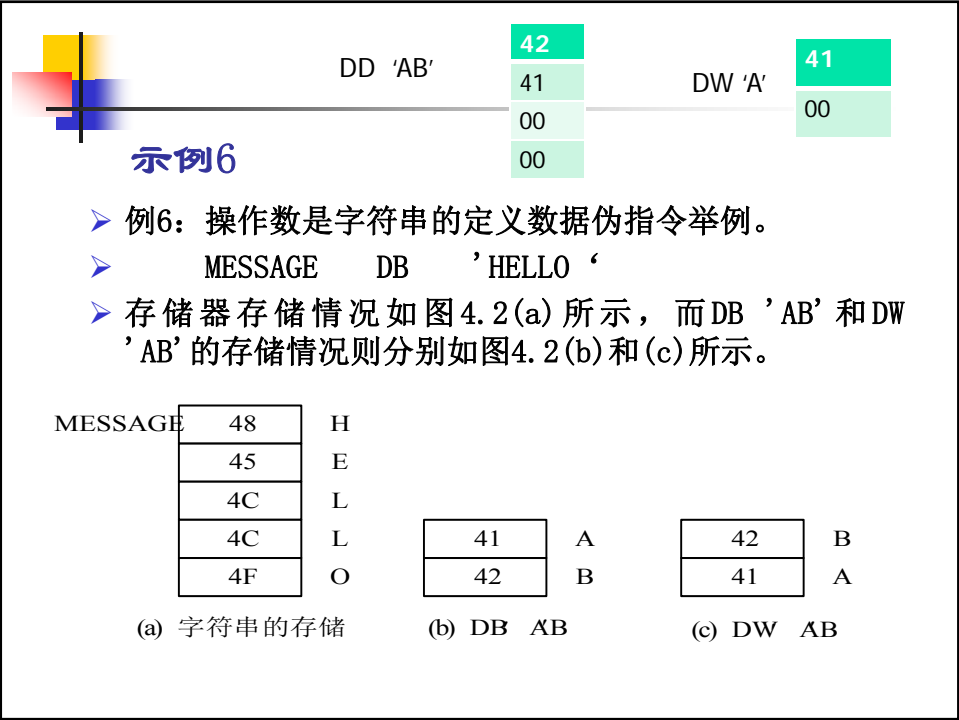 DD ‘AB’
42
41
00
00
DW ‘A’
41
00
示例6
例6：操作数是字符串的定义数据伪指令举例。
MESSAGE DB ’HELLO ‘
存储器存储情况如图4.2(a)所示，而DB ’AB’和DW
’AB’的存储情况则分别如图4.2(b)和(c)所示。
MESSAGE 48 H
45 E
4C L
4C L
4F O
41 A
42 B
42 B
41 A
(a) 字符串的存储
(b) DB ‘AB
(c) DW ‘AB